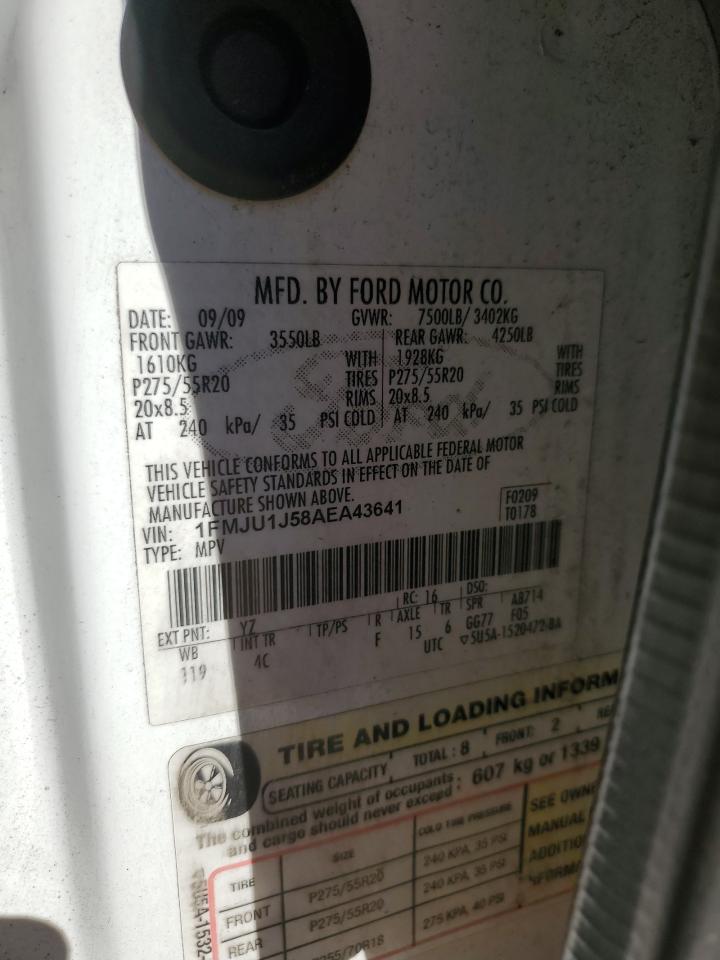 MFD. BY FORD MOTOR CO.
DATE: 09/09 GVWR: 7500LB/ 3402KG
FRONT GAWR: 3550LB REAR GAWR: 4250LB
1610KG WITH 1928KG WITH
P275/55R20 TIRES P275/55R20 TIRES
20x8.5 RIMS 20x8.5 RIMS
AT 240 kPa/ 35 PSI COLD AT 240 kPa/ 35 PSI COLD
THIS VEHICLE CONFORMS TO ALL APPLICABLE FEDERAL MOTOR
VEHICLE SAFETY STANDARDS IN EFFECT ON THE DATE OF
MANUFACTURE SHOWN ABOVE.
VIN: 1FMJU1J58AEA43641 F0209
TYPE: MPV T0178
EXT PNT: YZ RC: 16 DSO:
WB INT TR TP/PS R AXLE TR SPR AB714
119 4C F 15 6 GG77 F05
UTC ▽5U5A-1520472-BA
TIRE AND LOADING INFORM
SEATING CAPACITY TOTAL : 8 FRONT: 2
The combined weight of occupants
and cargo should never exceed : 607 kg or 1339
TIRE SIZE COLD TIRE PRESSURE
FRONT P275/55R20 240 KPA, 35 PSI
REAR P275/55R20 240 KPA, 35 PSI
255/70R18 275 KPA, 40 PSI
SEE OWNE
MANUAL
ADDITIO
NFORMA
5U5A-1532